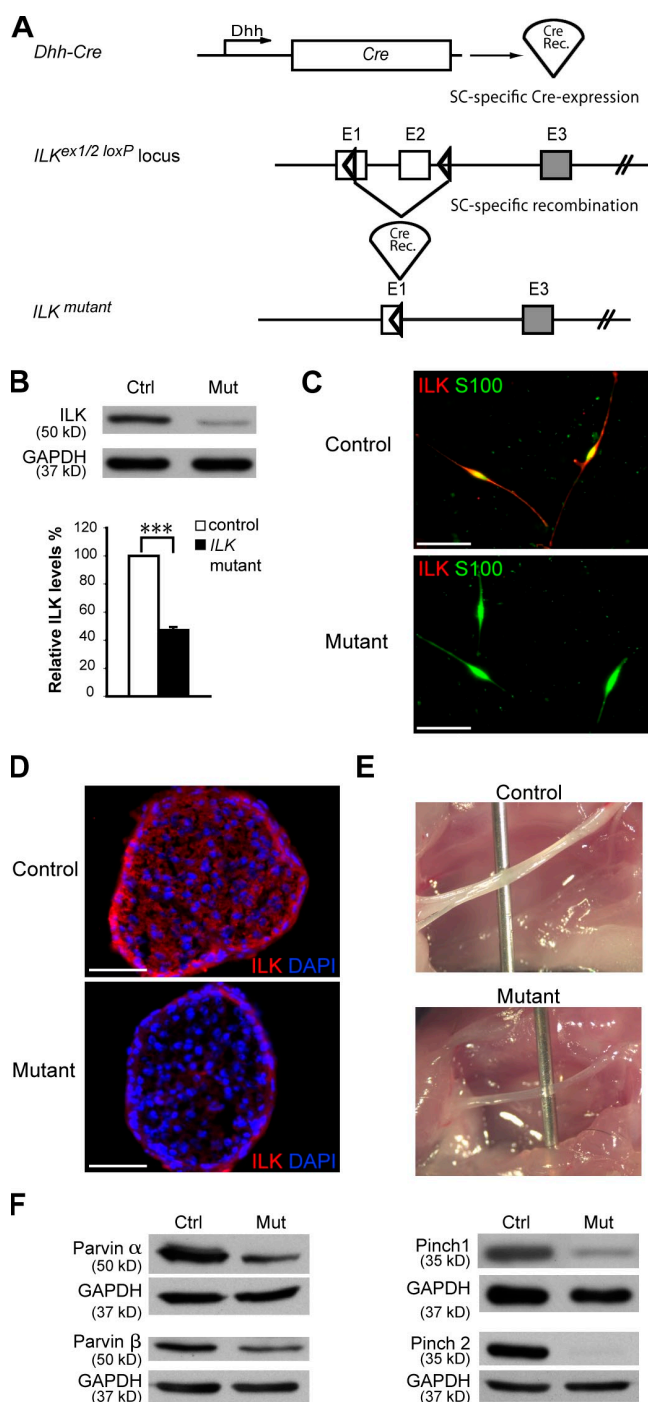 A
Dhh-Cre
Dhh
Cre
Cre
Rec.
SC-specific Cre-expression
ILK^ex1/2 loxP locus
E1 E2 E3
SC-specific recombination
Cre
Rec.
ILK^mutant
E1 E3
B
Ctrl Mut
ILK
(50 kD)
GAPDH
(37 kD)
***
control
ILK
mutant
Relative ILK levels %
120
100
80
60
40
20
0
C
Control
ILK S100
Mutant
ILK S100
D
Control
ILK DAPI
Mutant
ILK DAPI
E
Control
Mutant
F
Ctrl Mut
Parvin α
(50 kD)
GAPDH
(37 kD)
Parvin β
(50 kD)
GAPDH
(37 kD)
Ctrl Mut
Pinch1
(35 kD)
GAPDH
(37 kD)
Pinch 2
(35 kD)
GAPDH
(37 kD)